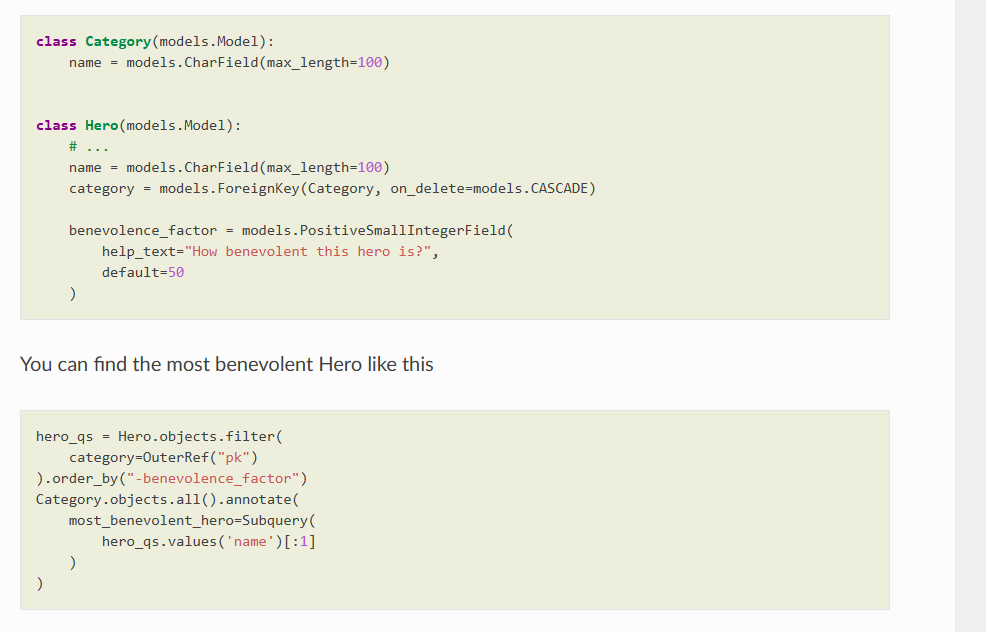 class Category(models.Model):
    name = models.CharField(max_length=100)
class Hero(models.Model):
    # ...
    name = models.CharField(max_length=100)
    category = models.ForeignKey(Category, on_delete=models.CASCADE)
    benevolence_factor = models.PositiveSmallIntegerField(
        help_text="How benevolent this hero is?",
        default=50
    )
You can find the most benevolent Hero like this
hero_qs = Hero.objects.filter(
    category=OuterRef("pk")
).order_by("-benevolence_factor")
Category.objects.all().annotate(
    most_benevolent_hero=Subquery(
        hero_qs.values('name')[:1]
    )
)